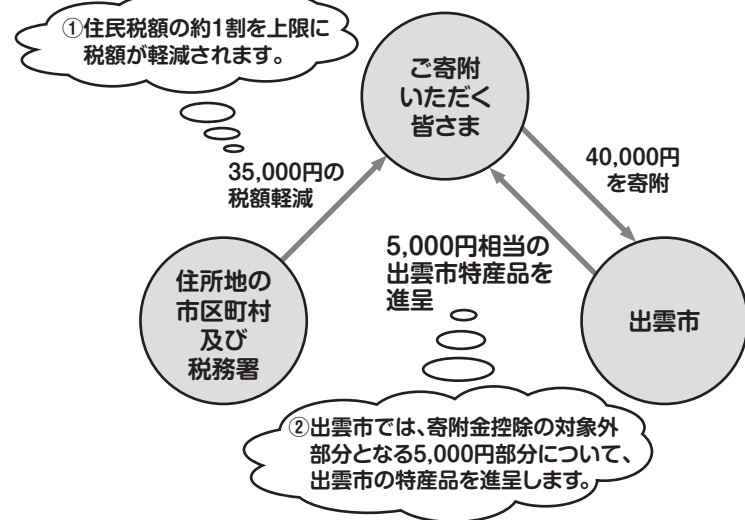 ①住民税額の約1割を上限に
税額が軽減されます。
ご寄附
いただく
皆さま
35,000円の
税額軽減
40,000円
を寄附
5,000円相当の
出雲市特産品を
進呈
住所地の
市区町村
及び
税務署
出雲市
②出雲市では、寄附金控除の対象外
部分となる5,000円部分について、
出雲市の特産品を進呈します。